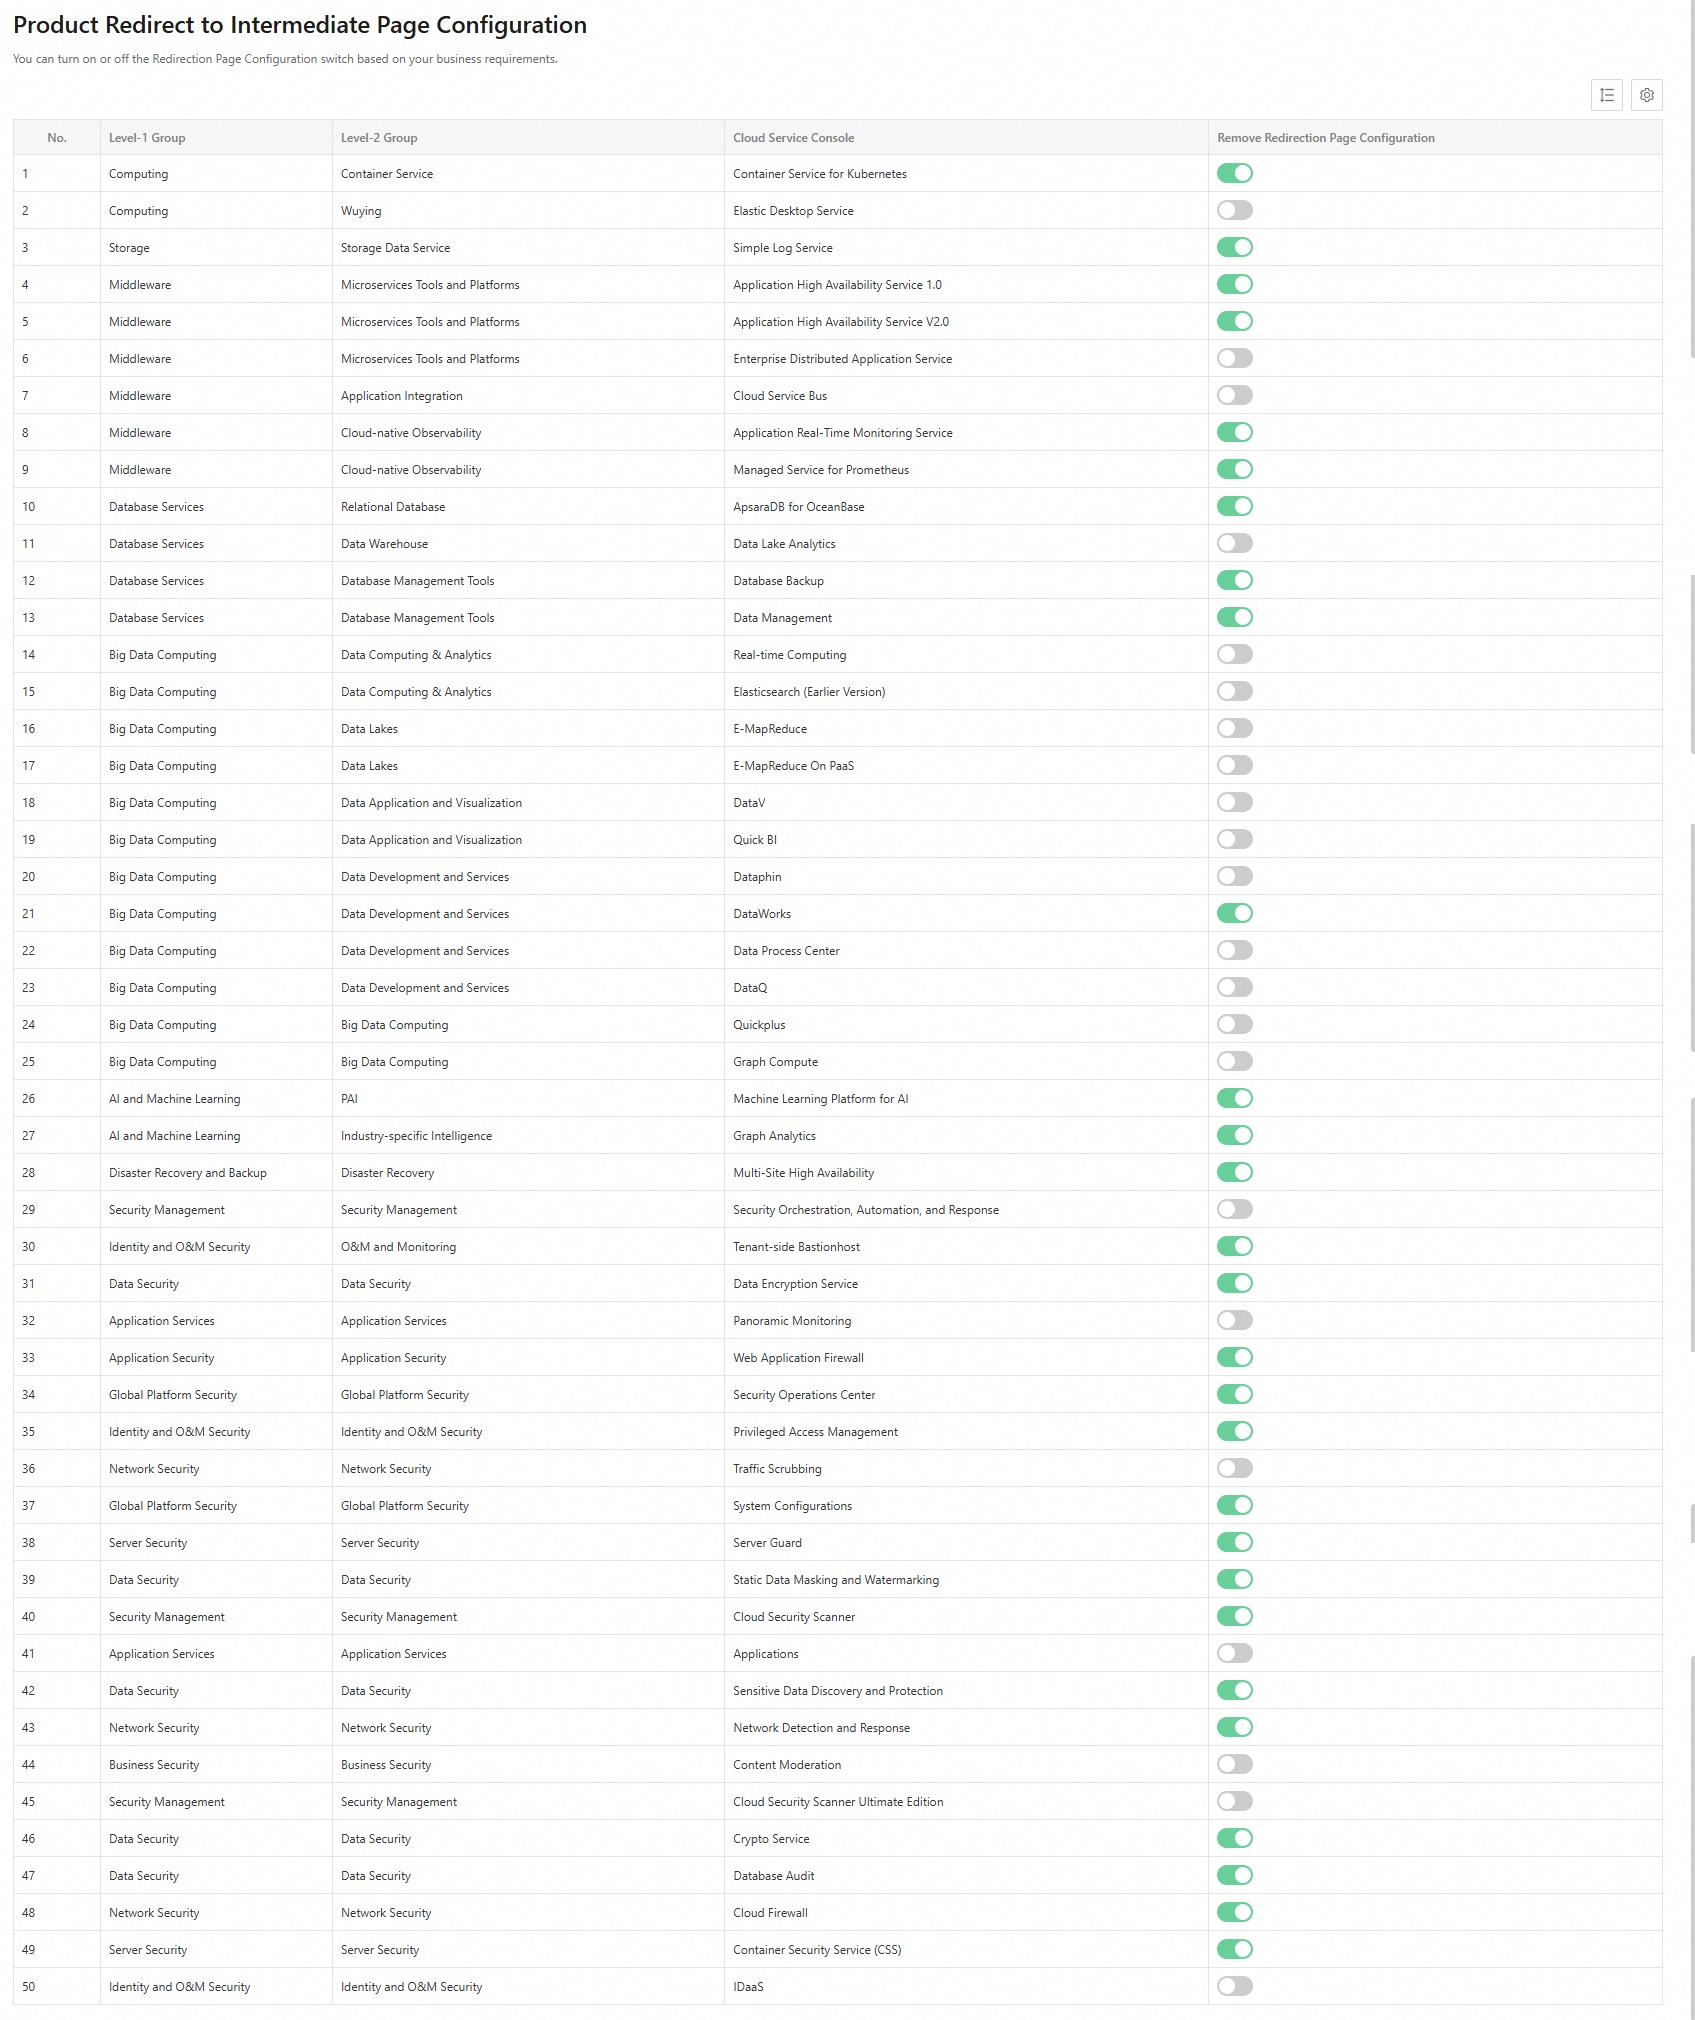 Product Redirect to Intermediate Page Configuration
You can turn on or off the Redirection Page Configuration switch based on your business requirements.
No. Level-1 Group Level-2 Group Cloud Service Console Remove Redirection Page Configuration
1 Computing Container Service Container Service for Kubernetes
2 Computing Wuying Elastic Desktop Service
3 Storage Storage Data Service Simple Log Service
4 Middleware Microservices Tools and Platforms Application High Availability Service 1.0
5 Middleware Microservices Tools and Platforms Application High Availability Service V2.0
6 Middleware Microservices Tools and Platforms Enterprise Distributed Application Service
7 Middleware Application Integration Cloud Service Bus
8 Middleware Cloud-native Observability Application Real-Time Monitoring Service
9 Middleware Cloud-native Observability Managed Service for Prometheus
10 Database Services Relational Database ApsaraDB for OceanBase
11 Database Services Data Warehouse Data Lake Analytics
12 Database Services Database Management Tools Database Backup
13 Database Services Database Management Tools Data Management
14 Big Data Computing Data Computing & Analytics Real-time Computing
15 Big Data Computing Data Computing & Analytics Elasticsearch (Earlier Version)
16 Big Data Computing Data Lakes E-MapReduce
17 Big Data Computing Data Lakes E-MapReduce On PaaS
18 Big Data Computing Data Application and Visualization DataV
19 Big Data Computing Data Application and Visualization Quick BI
20 Big Data Computing Data Development and Services Dataphin
21 Big Data Computing Data Development and Services DataWorks
22 Big Data Computing Data Development and Services Data Process Center
23 Big Data Computing Data Development and Services DataQ
24 Big Data Computing Big Data Computing Quickplus
25 Big Data Computing Big Data Computing Graph Compute
26 AI and Machine Learning PAI Machine Learning Platform for AI
27 AI and Machine Learning Industry-specific Intelligence Graph Analytics
28 Disaster Recovery and Backup Disaster Recovery Multi-Site High Availability
29 Security Management Security Management Security Orchestration, Automation, and Response
30 Identity and O&M Security O&M and Monitoring Tenant-side Bastionhost
31 Data Security Data Security Data Encryption Service
32 Application Services Application Services Panoramic Monitoring
33 Application Security Application Security Web Application Firewall
34 Global Platform Security Global Platform Security Security Operations Center
35 Identity and O&M Security Identity and O&M Security Privileged Access Management
36 Network Security Network Security Traffic Scrubbing
37 Global Platform Security Global Platform Security System Configurations
38 Server Security Server Security Server Guard
39 Data Security Data Security Static Data Masking and Watermarking
40 Security Management Security Management Cloud Security Scanner
41 Application Services Application Services Applications
42 Data Security Data Security Sensitive Data Discovery and Protection
43 Network Security Network Security Network Detection and Response
44 Business Security Business Security Content Moderation
45 Security Management Security Management Cloud Security Scanner Ultimate Edition
46 Data Security Data Security Crypto Service
47 Data Security Data Security Database Audit
48 Network Security Network Security Cloud Firewall
49 Server Security Server Security Container Security Service (CSS)
50 Identity and O&M Security Identity and O&M Security IDaaS